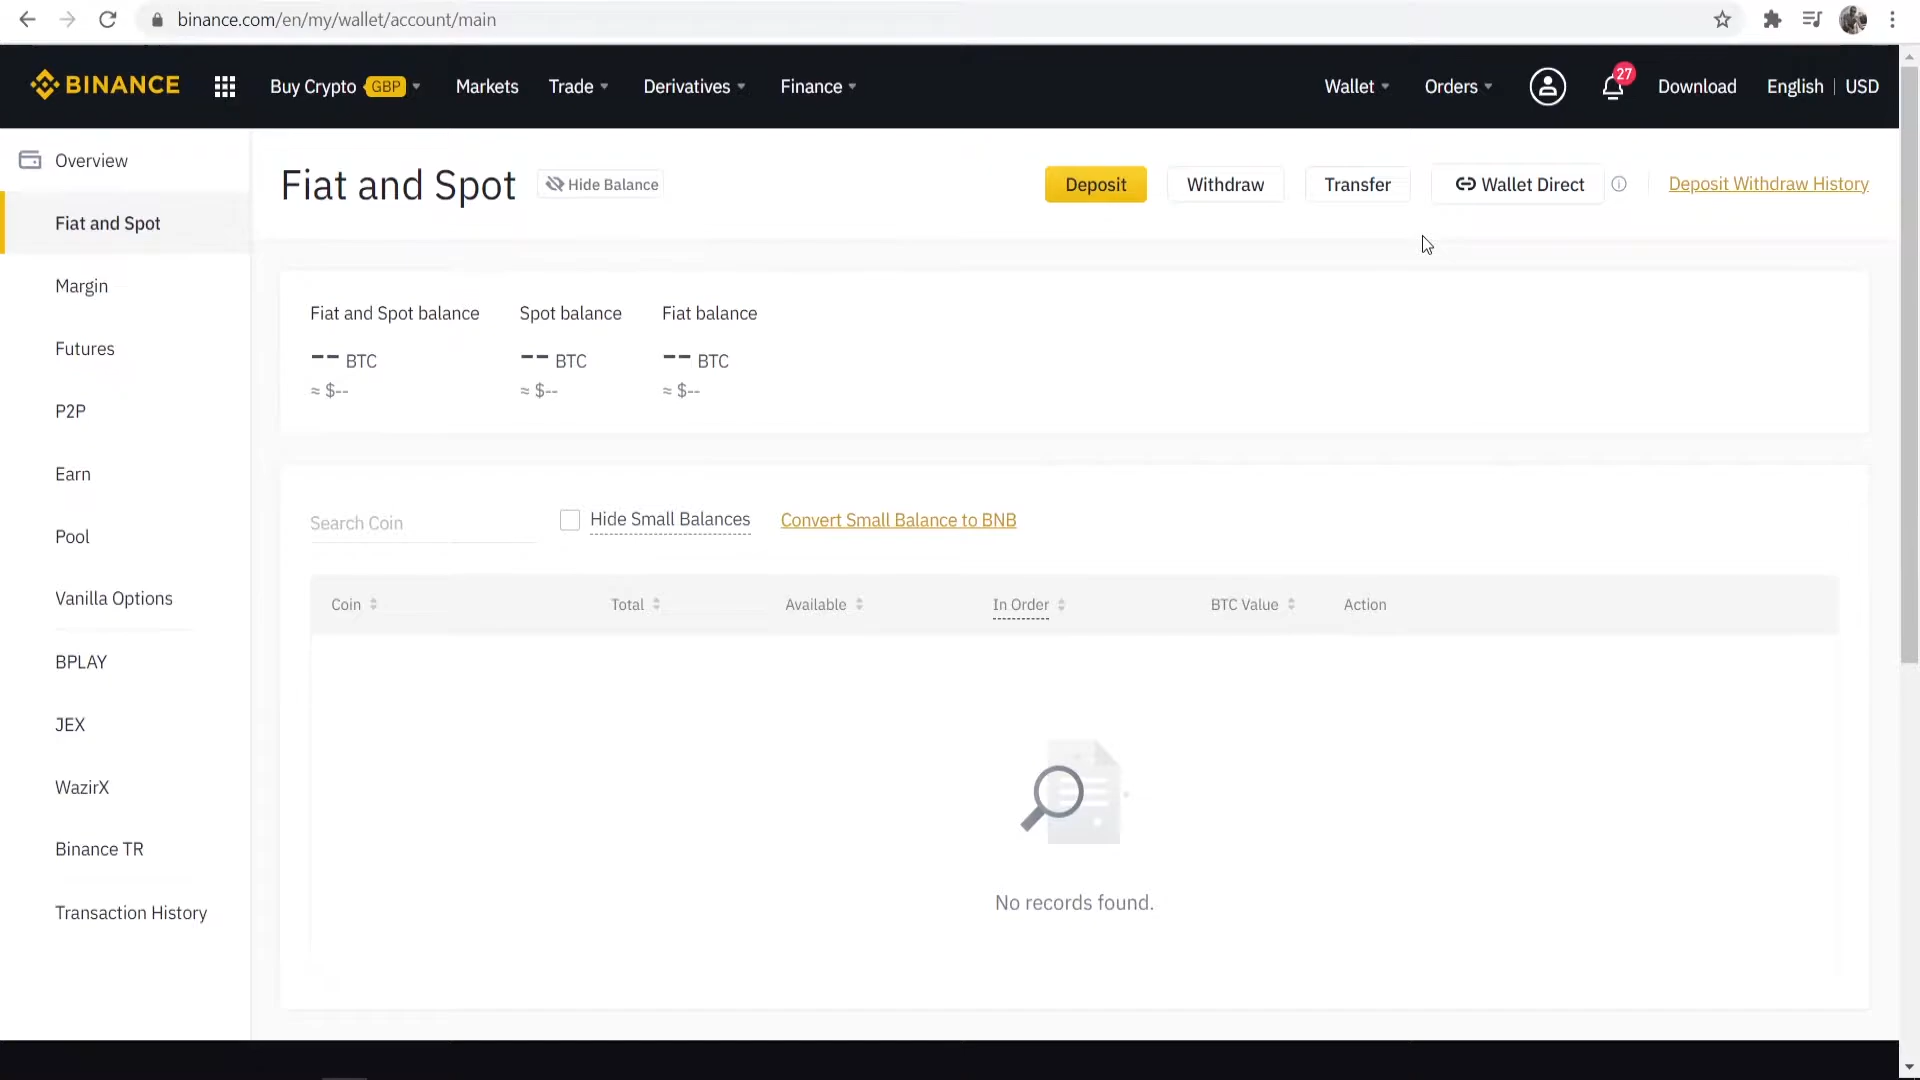 binance.com/en/my/wallet/account/main
BINANCE Buy Crypto GBP Markets Trade Derivatives Finance Wallet Orders 27 Download English | USD
Overview
Fiat and Spot
Margin
Futures
P2P
Earn
Pool
Vanilla Options
BPLAY
JEX
WazirX
Binance TR
Transaction History
Fiat and Spot Hide Balance Deposit Withdraw Transfer Wallet Direct Deposit Withdraw History
Fiat and Spot balance Spot balance Fiat balance
-- BTC -- BTC -- BTC
≈ $-- ≈ $-- ≈ $--
Search Coin Hide Small Balances Convert Small Balance to BNB
Coin Total Available In Order BTC Value Action
No records found.